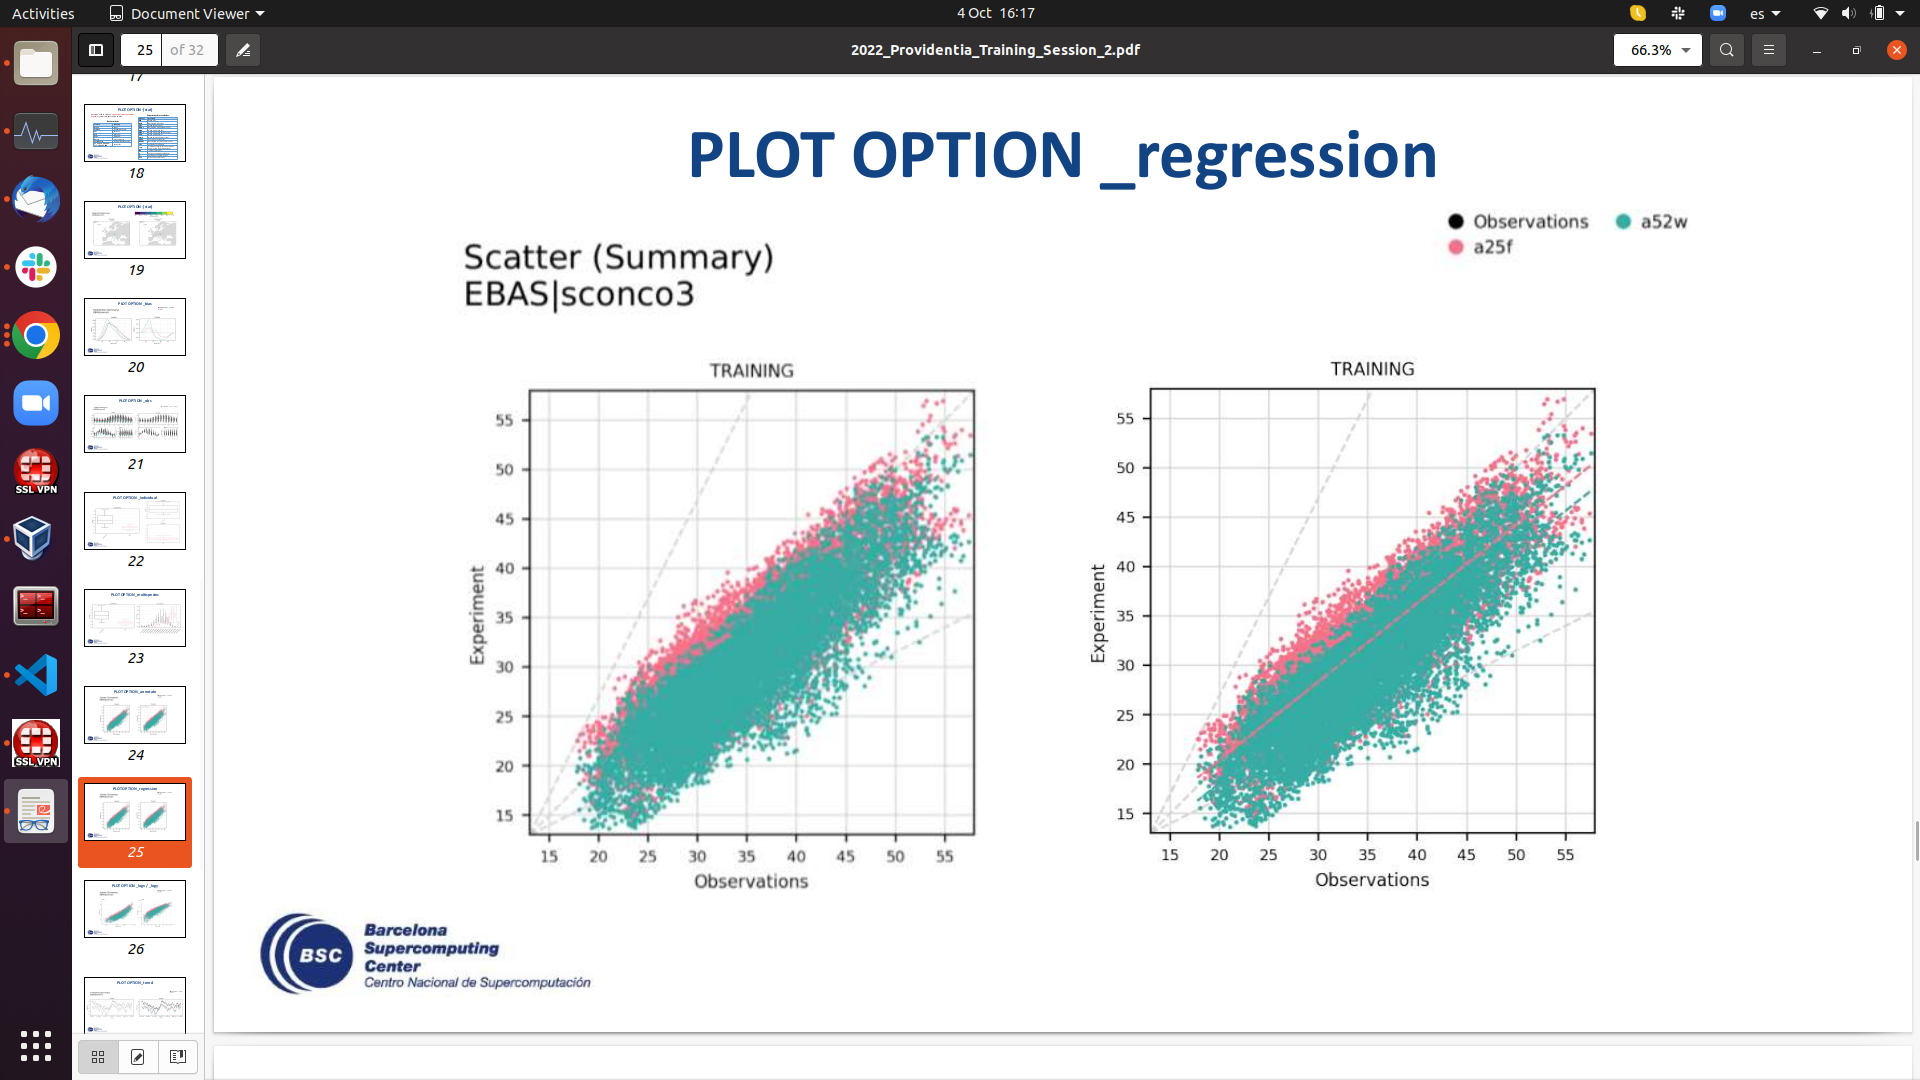 Activities
Document Viewer
4 Oct 16:17
es
25 of 32
2022_Providentia_Training_Session_2.pdf
66.3%
17
18
19
20
21
22
23
24
25
26
SSL VPN
SSL VPN
PLOT OPTION _regression
Observations
a52w
a25f
Scatter (Summary)
EBAS|sconco3
TRAINING
55
50
45
40
35
30
25
20
15
Experiment
15 20 25 30 35 40 45 50 55
Observations
TRAINING
55
50
45
40
35
30
25
20
15
Experiment
15 20 25 30 35 40 45 50 55
Observations
BSC
Barcelona
Supercomputing
Center
Centro Nacional de Supercomputación